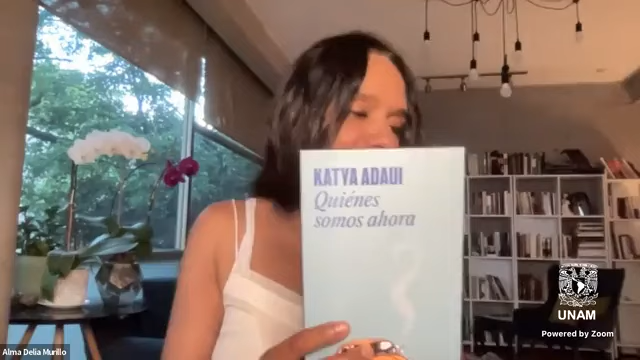 KATYA ADAUI
Quiénes
somos ahora
UNAM
Powered by Zoom
Alma Delia Murillo